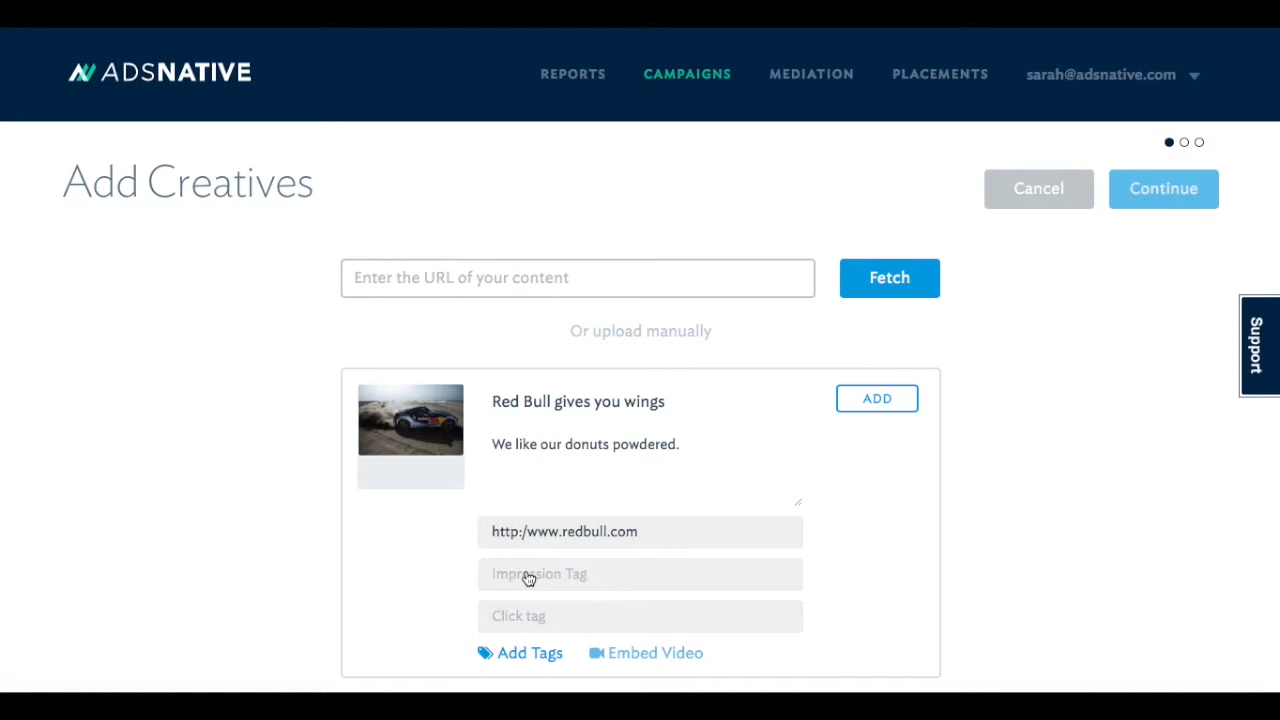 ADSNATIVE
REPORTS CAMPAIGNS MEDIATION PLACEMENTS sarah@adsnative.com
Add Creatives
Cancel Continue
Enter the URL of your content Fetch
Or upload manually
Support
Red Bull gives you wings ADD
We like our donuts powdered.
http:/www.redbull.com
Impression Tag
Click tag
Add Tags Embed Video